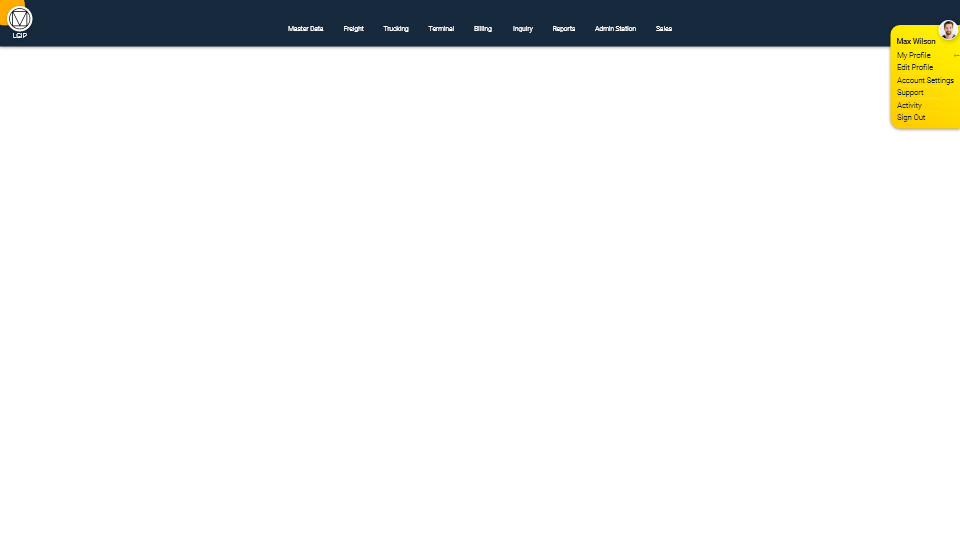 Master Data Freight Trucking Terminal Billing Inquiry Reports Admin Station Sales
Max Wilson
My Profile
Edit Profile
Account Settings
Support
Activity
Sign Out